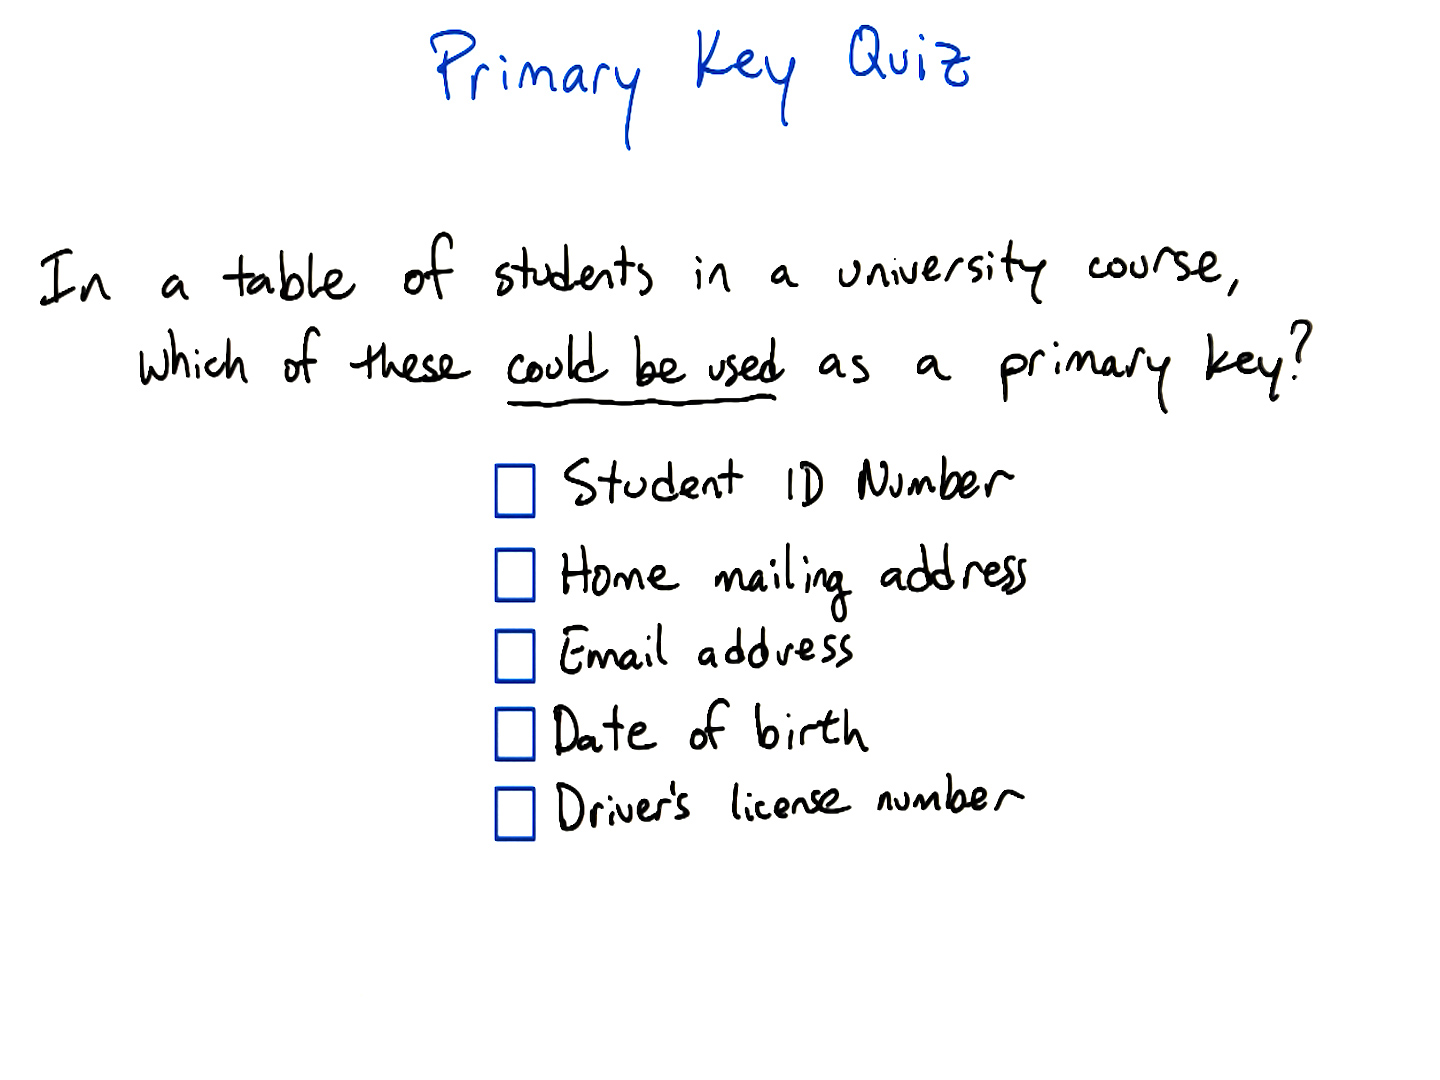 Primary Key Quiz
In a table of students in a university course,
which of these could be used as a primary key?
Student ID Number
Home mailing address
Email address
Date of birth
Driver's license number